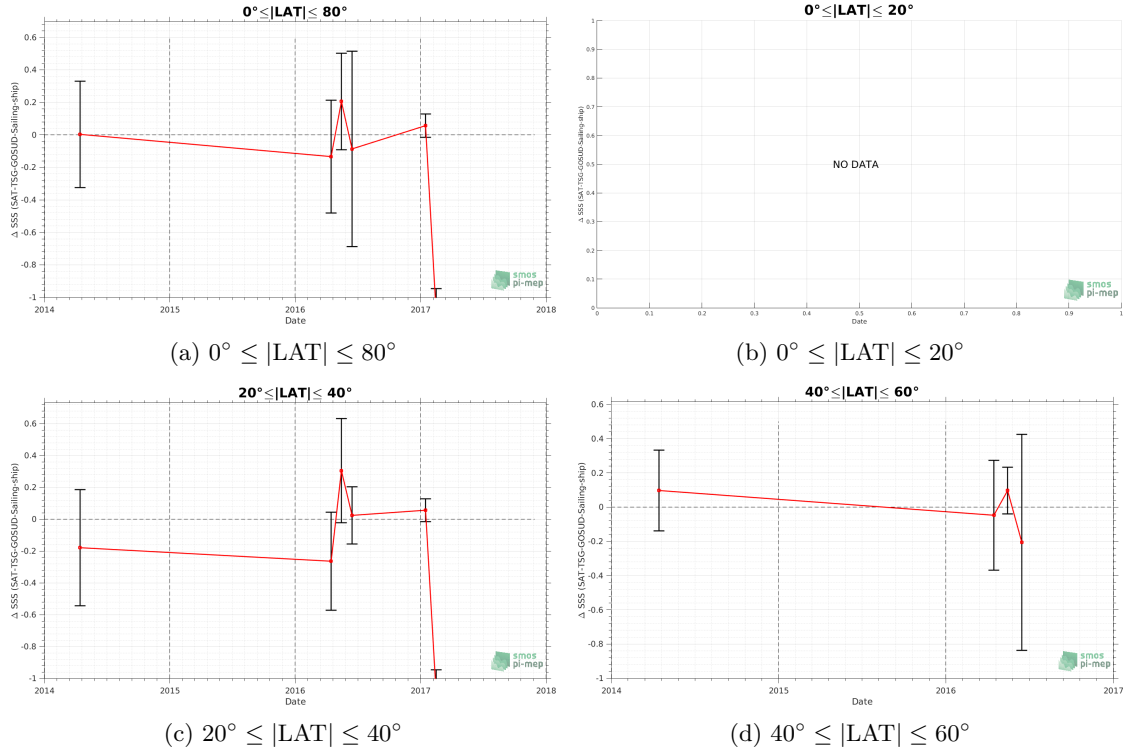 0°≤|LAT|≤ 80°
Δ SSS (SAT-TSG-GOSUD-Sailing-ship)
0.6
0.4
0.2
0
-0.2
-0.4
-0.6
-0.8
-1
2014
2015
2016
2017
2018
Date
smos
pi-mep
(a) 0° ≤ |LAT| ≤ 80°
0°≤|LAT|≤ 20°
Δ SSS (SAT-TSG-GOSUD-Sailing-ship)
1
0.9
0.8
0.7
0.6
0.5
0.4
0.3
0.2
0.1
0
NO DATA
0
0.1
0.2
0.3
0.4
0.5
0.6
0.7
0.8
0.9
1
Date
smos
pi-mep
(b) 0° ≤ |LAT| ≤ 20°
20°≤|LAT|≤ 40°
Δ SSS (SAT-TSG-GOSUD-Sailing-ship)
0.6
0.4
0.2
0
-0.2
-0.4
-0.6
-0.8
-1
2014
2015
2016
2017
2018
Date
smos
pi-mep
(c) 20° ≤ |LAT| ≤ 40°
40°≤|LAT|≤ 60°
Δ SSS (SAT-TSG-GOSUD-Sailing-ship)
0.6
0.4
0.2
0
-0.2
-0.4
-0.6
-0.8
-1
2014
2015
2016
2017
Date
smos
pi-mep
(d) 40° ≤ |LAT| ≤ 60°